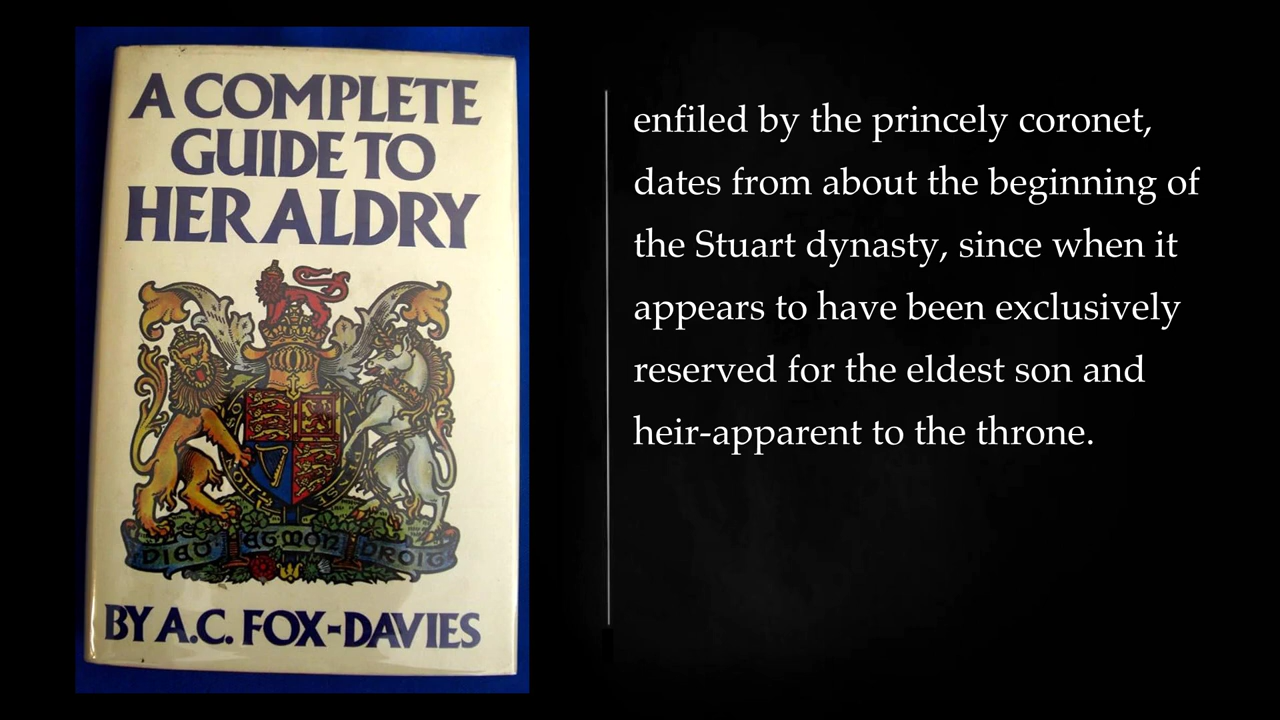 A COMPLETE
GUIDE TO
HERALDRY
DIEU ET MON DROIT
BY A.C. FOX-DAVIES
enfiled by the princely coronet,
dates from about the beginning of
the Stuart dynasty, since when it
appears to have been exclusively
reserved for the eldest son and
heir-apparent to the throne.